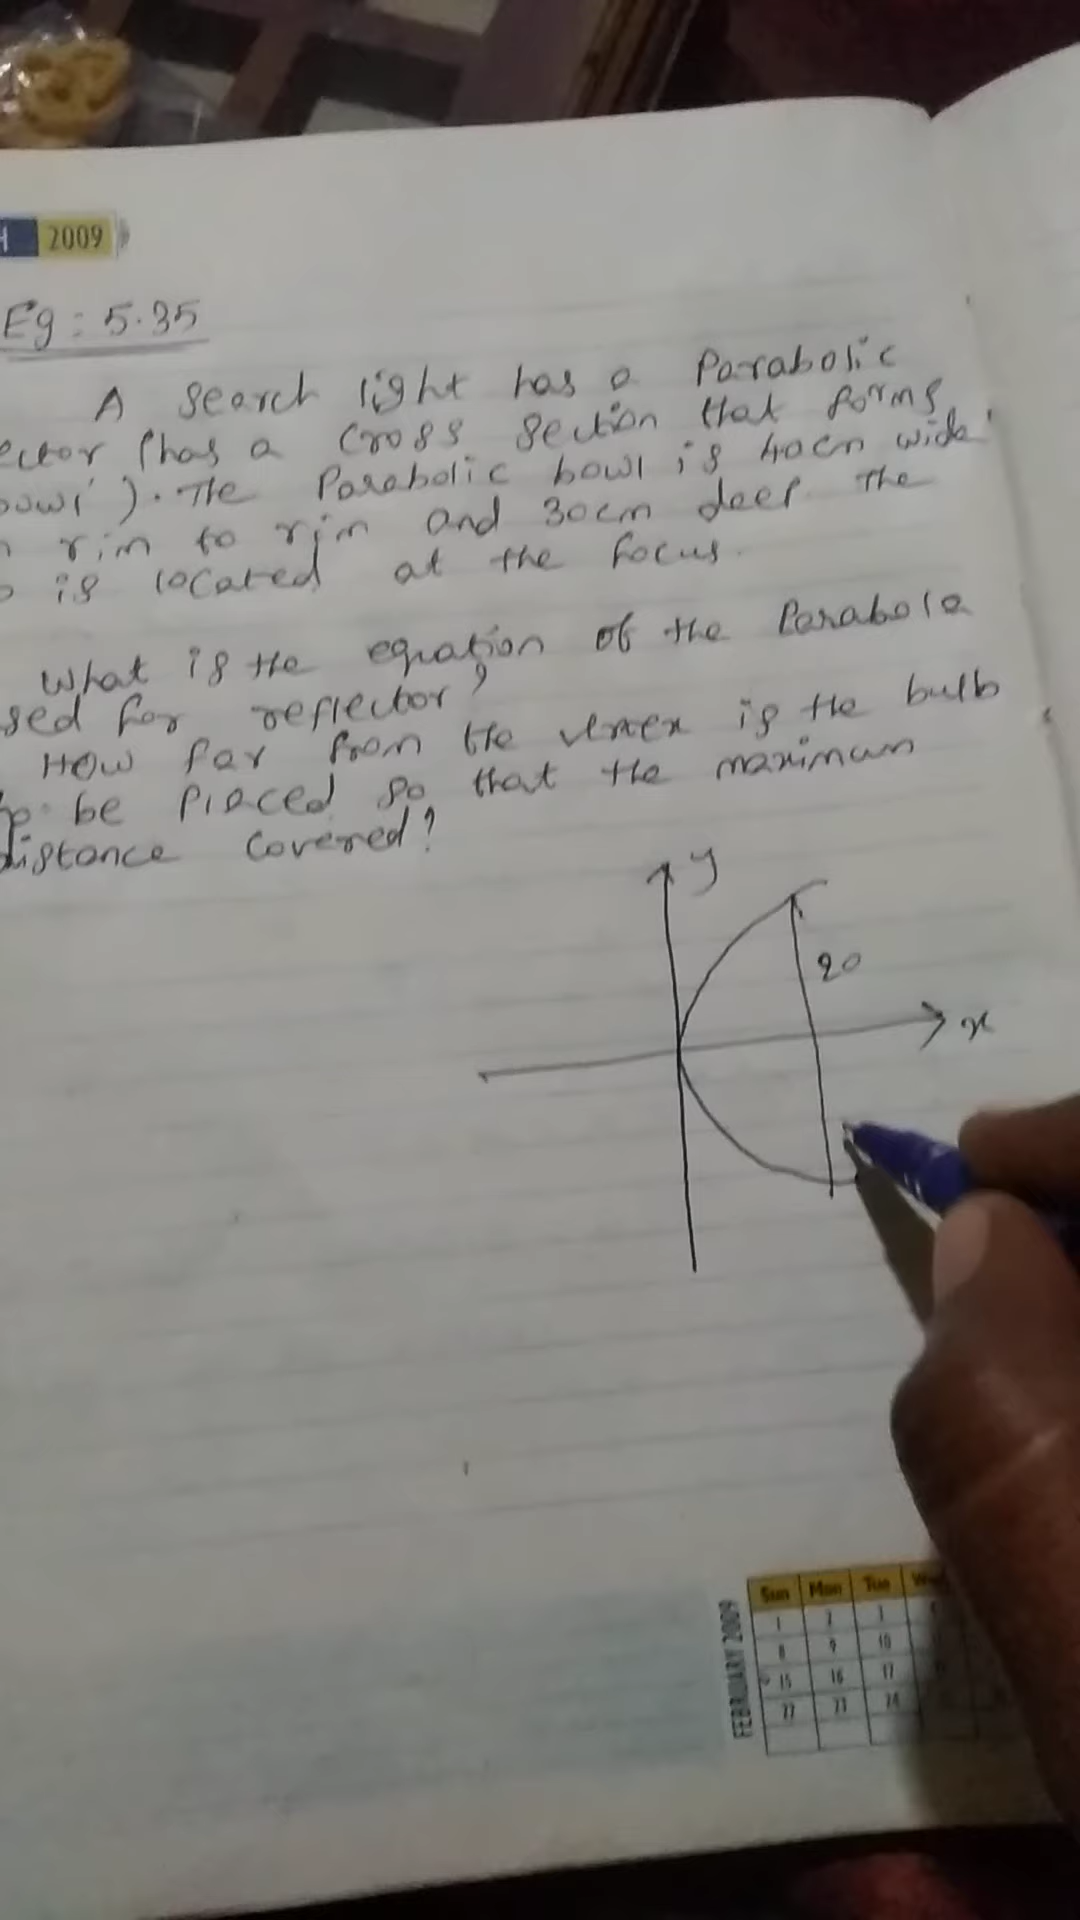 2009
Eg: 5.35
A search light has a Parabolic
ector (has a cross section that forms
bowl'). The Parabolic bowl is 40cm wide
rim to rim and 30cm deep. The
is located at the focus.
What is the equation of the Parabola
sed for reflector?
How far from the vertex is the bulb
be Placed so that the maximum
distance covered?
y
20
x
FEBRUARY 2009
Sun Mon Tue
1 2 3
8 9 10
15 16 17
22 23 24